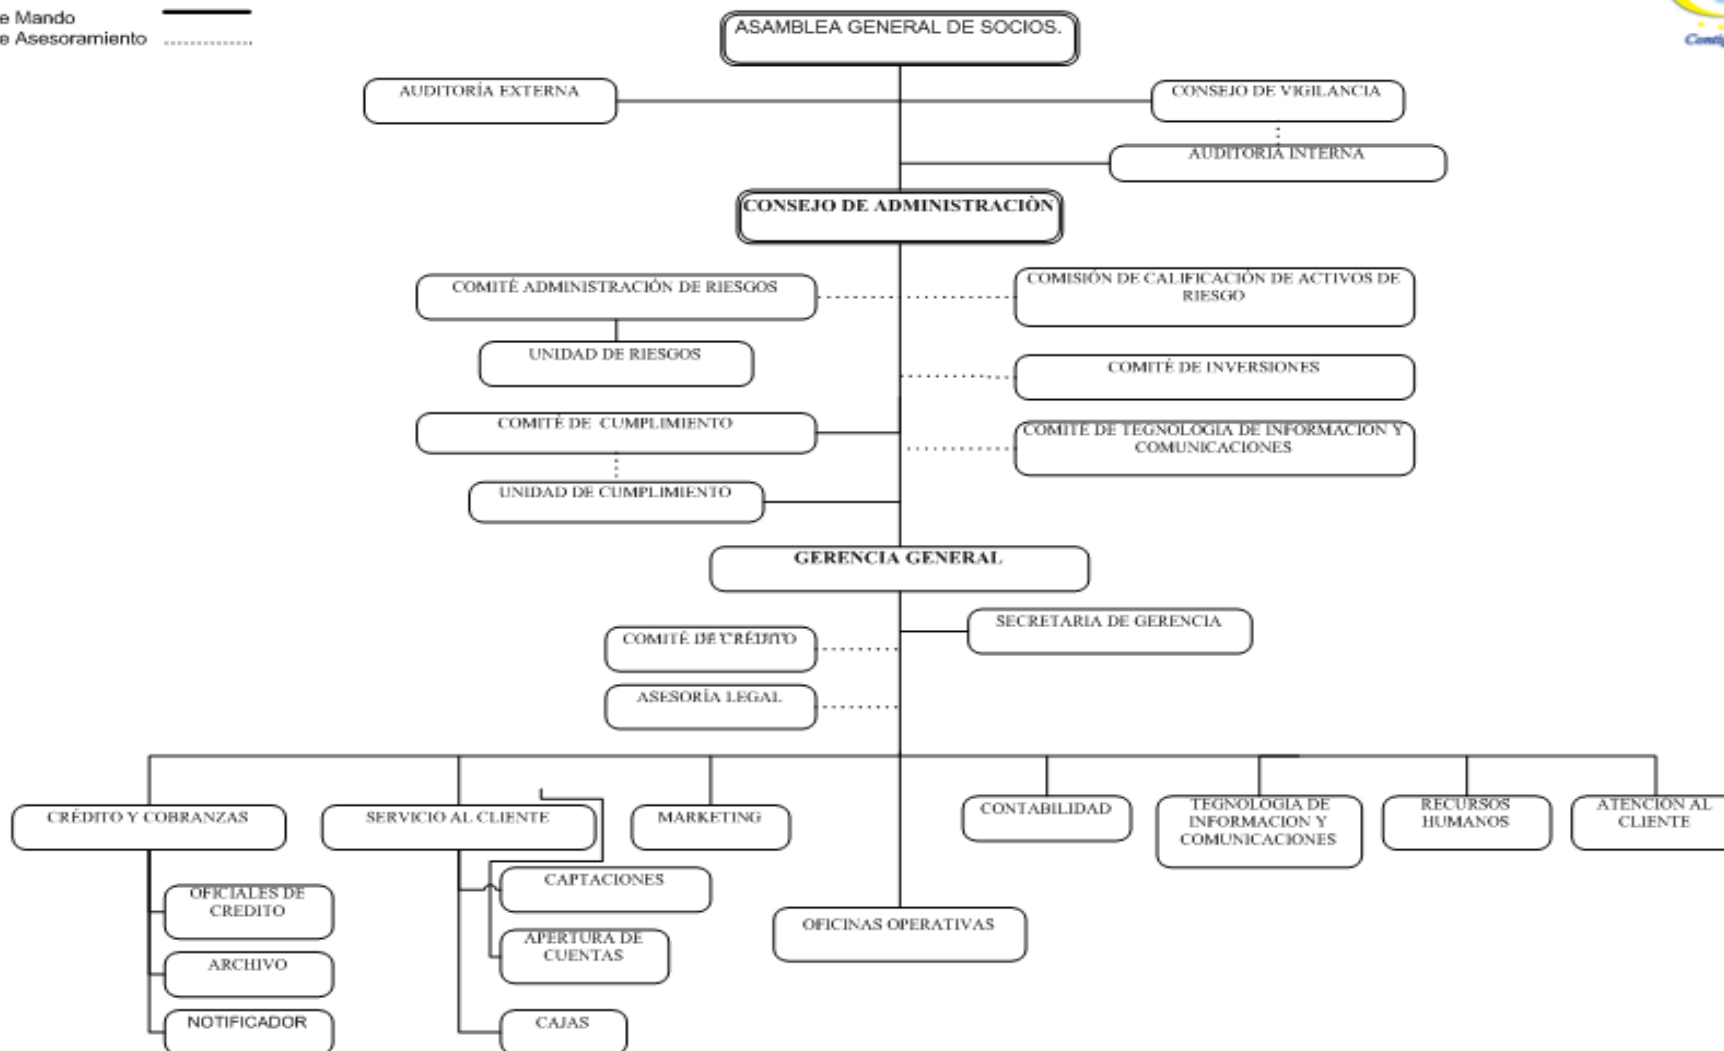 e Mando
e Asesoramiento
ASAMBLEA GENERAL DE SOCIOS.
AUDITORÍA EXTERNA
CONSEJO DE VIGILANCIA
AUDITORIA INTERNA
CONSEJO DE ADMINISTRACIÒN
COMITÉ ADMINISTRACIÓN DE RIESGOS
COMISIÓN DE CALIFICACIÓN DE ACTIVOS DE
RIESGO
UNIDAD DE RIESGOS
COMITÉ DE INVERSIONES
COMITÉ DE CUMPLIMIENTO
COMITÉ DE TEGNOLOGIA DE INFORMACION Y
COMUNICACIONES
UNIDAD DE CUMPLIMIENTO
GERENCIA GENERAL
SECRETARIA DE GERENCIA
COMITÉ DE CRÉDITO
ASESORÍA LEGAL
CRÉDITO Y COBRANZAS
SERVICIO AL CLIENTE
MARKETING
CONTABILIDAD
TEGNOLOGIA DE
INFORMACION Y
COMUNICACIONES
RECURSOS
HUMANOS
ATENCION AL
CLIENTE
OFICIALES DE
CREDITO
ARCHIVO
NOTIFICADOR
CAPTACIONES
APERTURA DE
CUENTAS
CAJAS
OFICINAS OPERATIVAS